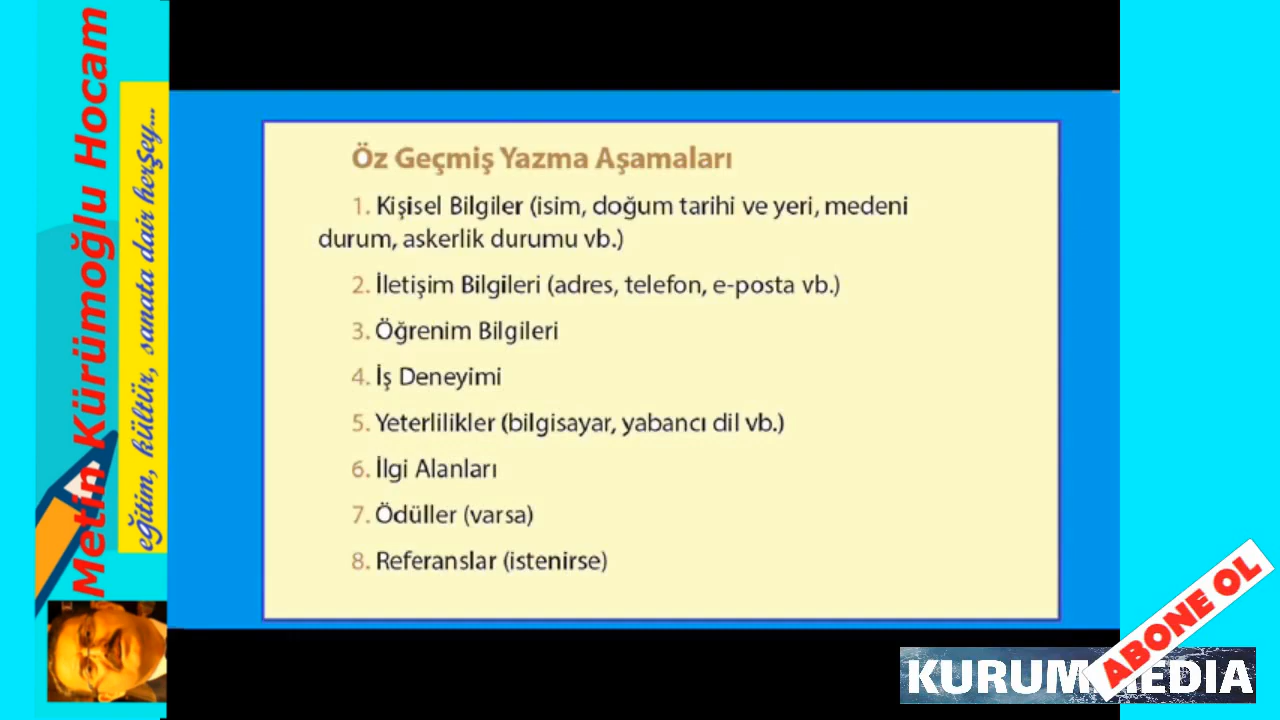 Metin Kürümoğlu Hocam
eğitim, kültür, sanata dair herşey...
Öz Geçmiş Yazma Aşamaları
1. Kişisel Bilgiler (isim, doğum tarihi ve yeri, medeni
durum, askerlik durumu vb.)
2. İletişim Bilgileri (adres, telefon, e-posta vb.)
3. Öğrenim Bilgileri
4. İş Deneyimi
5. Yeterlilikler (bilgisayar, yabancı dil vb.)
6. İlgi Alanları
7. Ödüller (varsa)
8. Referanslar (istenirse)
ABONE OL
KURUM MEDIA